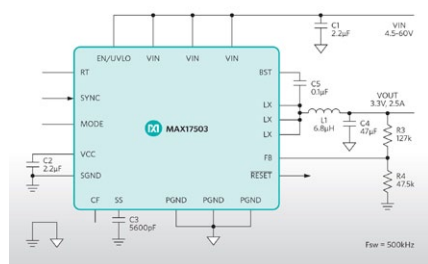 C1
2.2μF
VIN
4.5-60V
EN/UVLO VIN VIN VIN
RT
BST
C5
0.1μF
SYNC
LX
VOUT
3.3V, 2.5A
MODE
MAX17503
LX
L1
6.8μH
C4
47μF
R3
127k
LX
VCC
C2
2.2μF
FB
SGND
RESET
R4
47.5k
CF SS PGND PGND PGND
C3
5600pF
Fsw = 500kHz